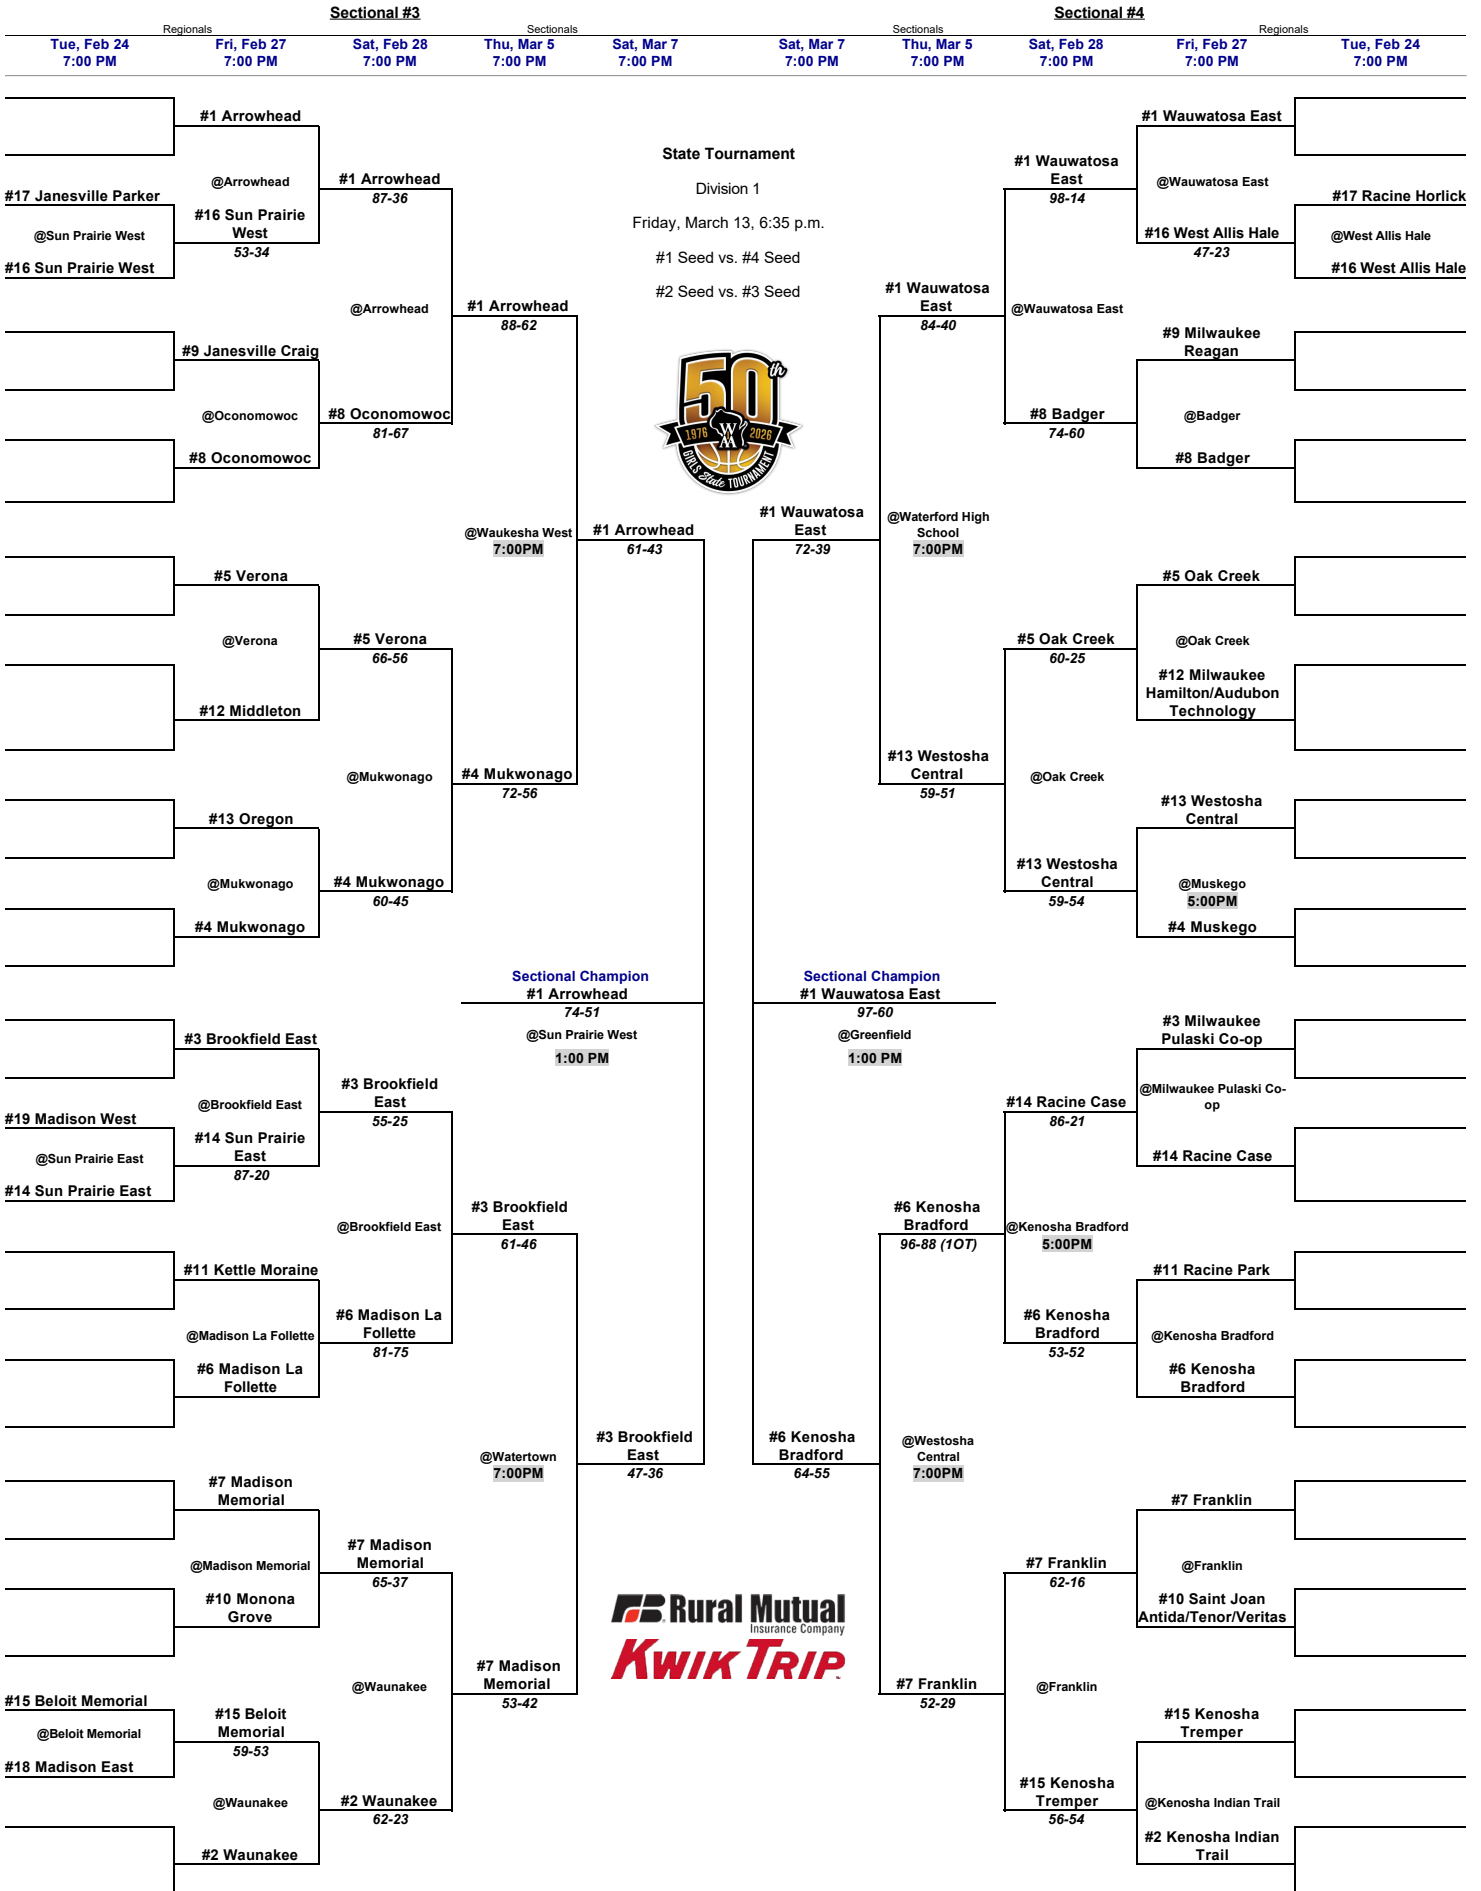 Sectional #3
Sectional #4
Regionals
Sectionals
Sectionals
Regionals
Tue, Feb 24
7:00 PM
Fri, Feb 27
7:00 PM
Sat, Feb 28
7:00 PM
Thu, Mar 5
7:00 PM
Sat, Mar 7
7:00 PM
Sat, Mar 7
7:00 PM
Thu, Mar 5
7:00 PM
Sat, Feb 28
7:00 PM
Fri, Feb 27
7:00 PM
Tue, Feb 24
7:00 PM
#17 Janesville Parker
@Sun Prairie West
#16 Sun Prairie West
#19 Madison West
@Sun Prairie East
#14 Sun Prairie East
#15 Beloit Memorial
@Beloit Memorial
#18 Madison East
#1 Arrowhead
@Arrowhead
#16 Sun Prairie
West
53-34
#9 Janesville Craig
@Oconomowoc
#8 Oconomowoc
#5 Verona
@Verona
#12 Middleton
#13 Oregon
@Mukwonago
#4 Mukwonago
#3 Brookfield East
@Brookfield East
#14 Sun Prairie
East
87-20
#11 Kettle Moraine
@Madison La Follette
#6 Madison La
Follette
#7 Madison
Memorial
@Madison Memorial
#10 Monona
Grove
#15 Beloit
Memorial
59-53
@Waunakee
#2 Waunakee
#1 Arrowhead
87-36
@Arrowhead
#8 Oconomowoc
81-67
#5 Verona
66-56
@Mukwonago
#4 Mukwonago
60-45
#3 Brookfield
East
55-25
@Brookfield East
#6 Madison La
Follette
81-75
#7 Madison
Memorial
65-37
@Waunakee
#2 Waunakee
62-23
#1 Arrowhead
88-62
@Waukesha West
7:00PM
#4 Mukwonago
72-56
#3 Brookfield
East
61-46
@Watertown
7:00PM
#7 Madison
Memorial
53-42
#1 Arrowhead
61-43
Sectional Champion
#1 Arrowhead
74-51
@Sun Prairie West
1:00 PM
#3 Brookfield
East
47-36
State Tournament
Division 1
Friday, March 13, 6:35 p.m.
#1 Seed vs. #4 Seed
#2 Seed vs. #3 Seed
50th
1976
WIAA
2026
GIRLS State TOURNAMENT
Rural Mutual
Insurance Company
KWIK TRIP
#1 Wauwatosa
East
72-39
Sectional Champion
#1 Wauwatosa East
97-60
@Greenfield
1:00 PM
#6 Kenosha
Bradford
64-55
#1 Wauwatosa
East
84-40
@Waterford High
School
7:00PM
#13 Westosha
Central
59-51
#6 Kenosha
Bradford
96-88 (1OT)
@Westosha
Central
7:00PM
#7 Franklin
52-29
#1 Wauwatosa
East
98-14
@Wauwatosa East
#8 Badger
74-60
#5 Oak Creek
60-25
@Oak Creek
#13 Westosha
Central
59-54
#14 Racine Case
86-21
@Kenosha Bradford
5:00PM
#6 Kenosha
Bradford
53-52
#7 Franklin
62-16
@Franklin
#15 Kenosha
Tremper
56-54
#1 Wauwatosa East
@Wauwatosa East
#16 West Allis Hale
47-23
#9 Milwaukee
Reagan
@Badger
#8 Badger
#5 Oak Creek
@Oak Creek
#12 Milwaukee
Hamilton/Audubon
Technology
#13 Westosha
Central
@Muskego
5:00PM
#4 Muskego
#3 Milwaukee
Pulaski Co-op
@Milwaukee Pulaski Co-
op
#14 Racine Case
#11 Racine Park
@Kenosha Bradford
#6 Kenosha
Bradford
#7 Franklin
@Franklin
#10 Saint Joan
Antida/Tenor/Veritas
#15 Kenosha
Tremper
@Kenosha Indian Trail
#2 Kenosha Indian
Trail
#17 Racine Horlick
@West Allis Hale
#16 West Allis Hale